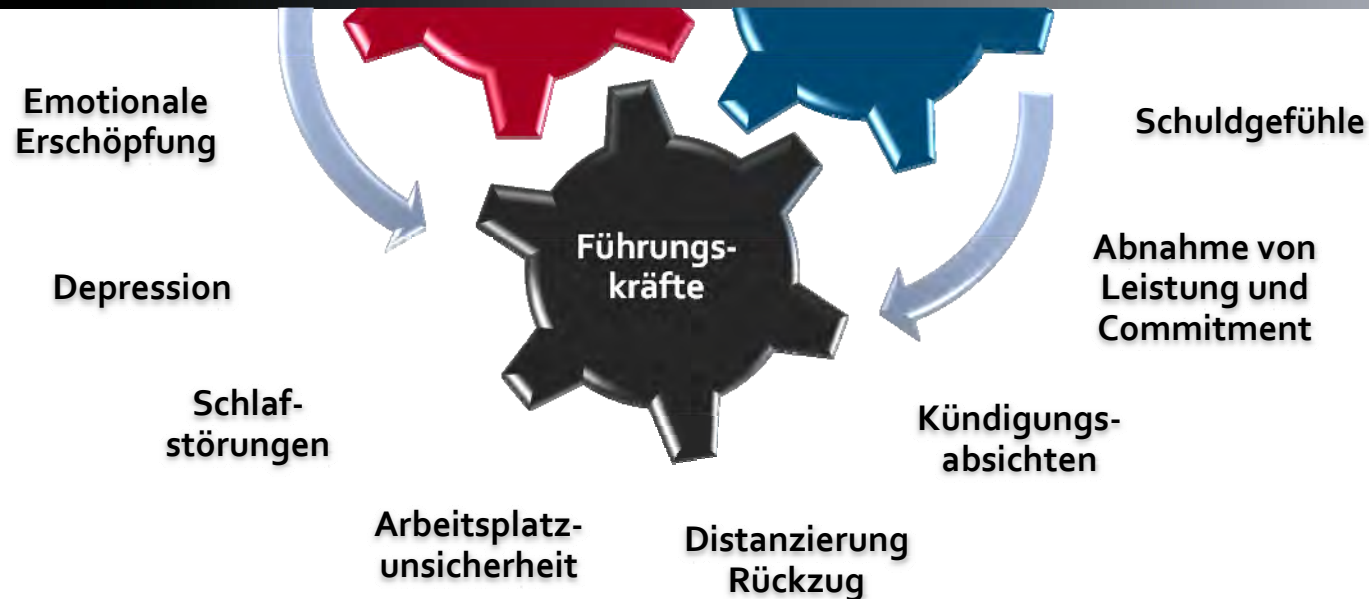 Emotionale
Erschöpfung
Schuldgefühle
Führungs-
kräfte
Abnahme von
Leistung und
Commitment
Depression
Schlaf-
störungen
Kündigungs-
absichten
Arbeitsplatz-
unsicherheit
Distanzierung
Rückzug